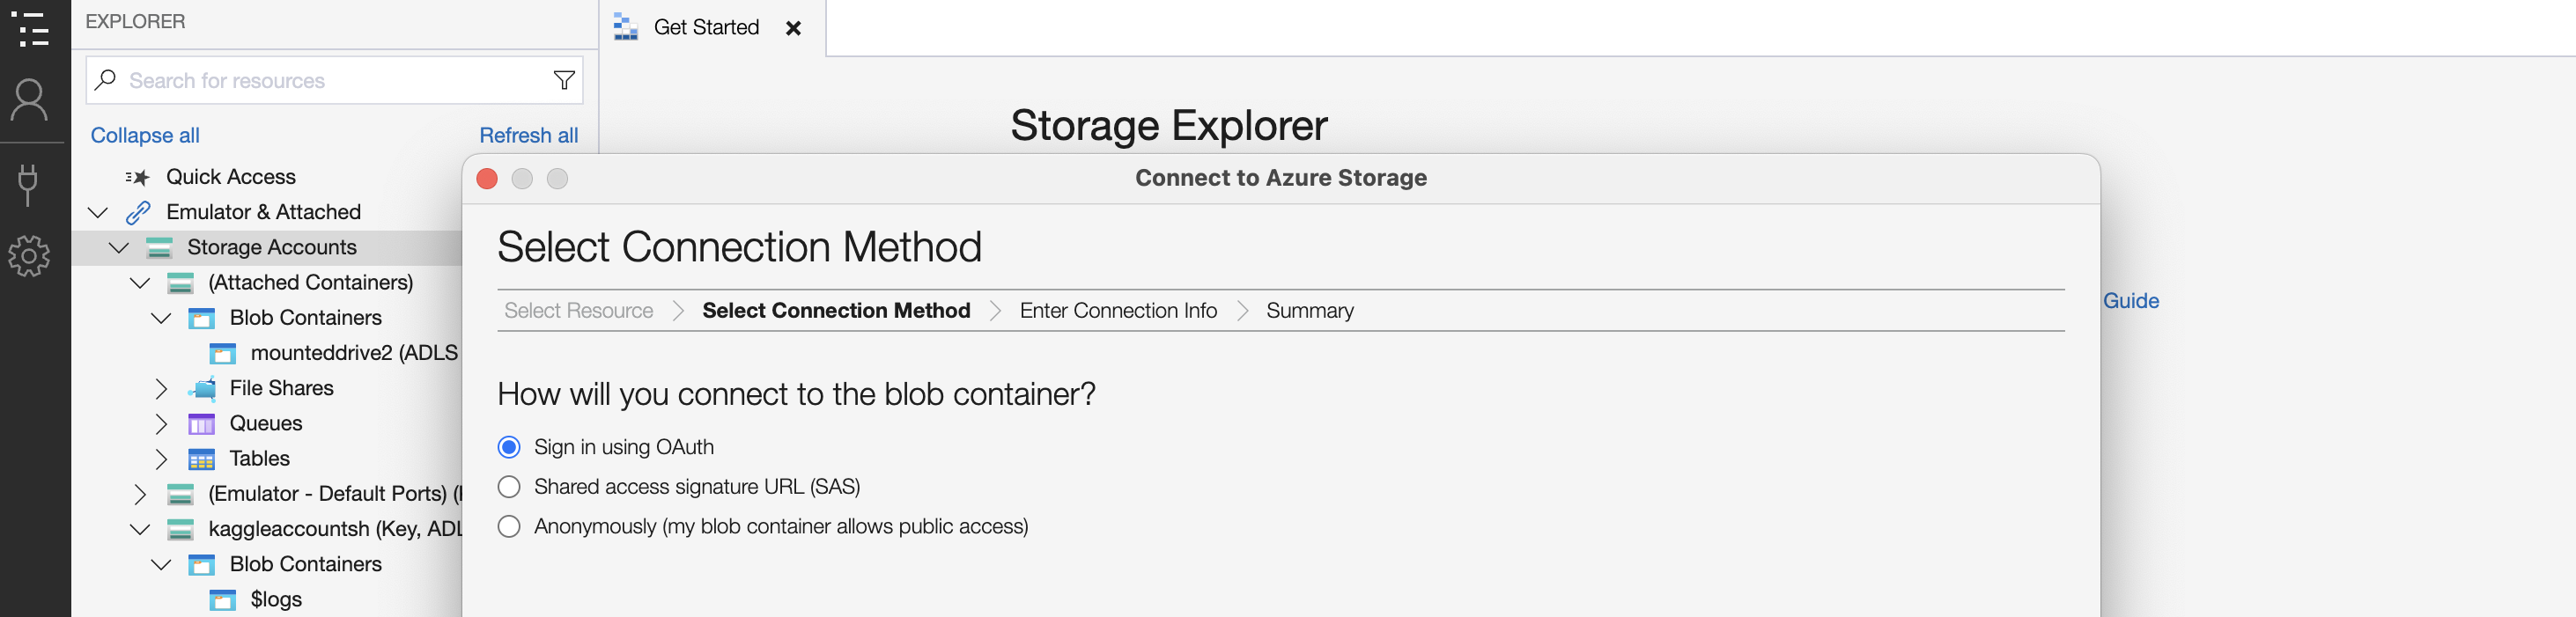 EXPLORER
Search for resources
Collapse all
Refresh all
Quick Access
Emulator & Attached
Storage Accounts
(Attached Containers)
Blob Containers
mounteddrive2 (ADLS
File Shares
Queues
Tables
(Emulator - Default Ports) (
kaggleaccountsh (Key, ADL
Blob Containers
$logs
Get Started
Storage Explorer
Guide
Connect to Azure Storage
Select Connection Method
Select Resource
Select Connection Method
Enter Connection Info
Summary
How will you connect to the blob container?
Sign in using OAuth
Shared access signature URL (SAS)
Anonymously (my blob container allows public access)